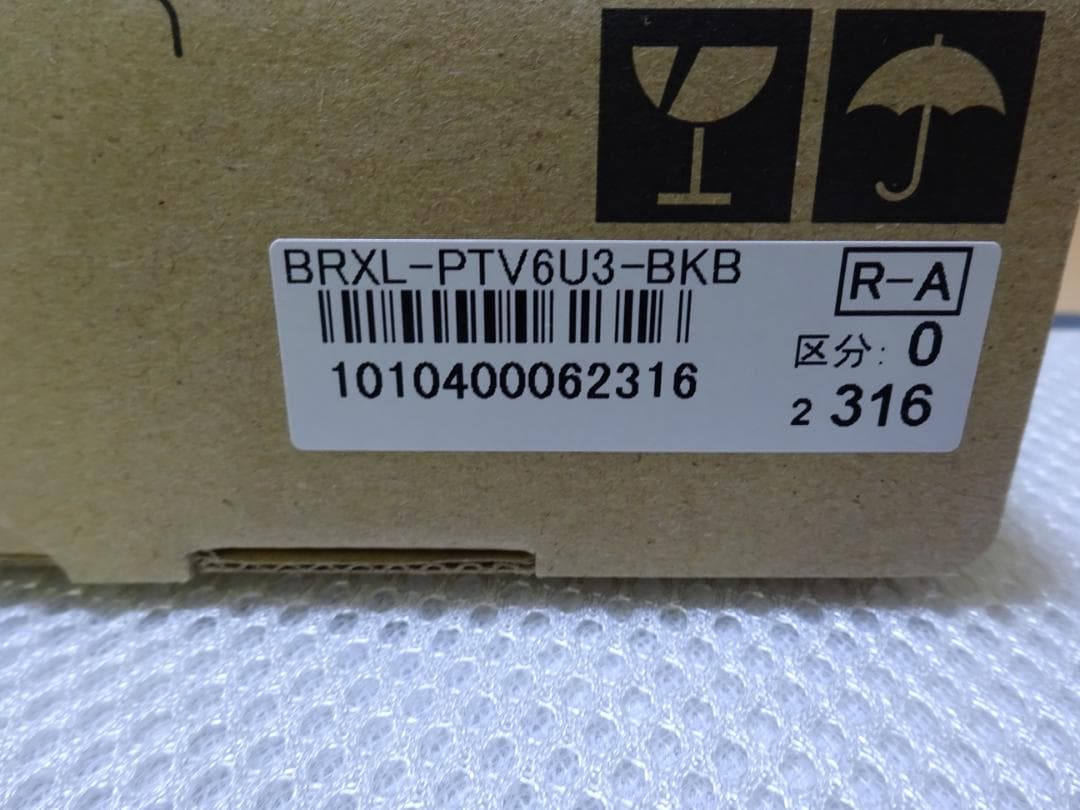 BRXL-PTV6U3-BKB
R-A
1010400062316
区分: 0
2 316